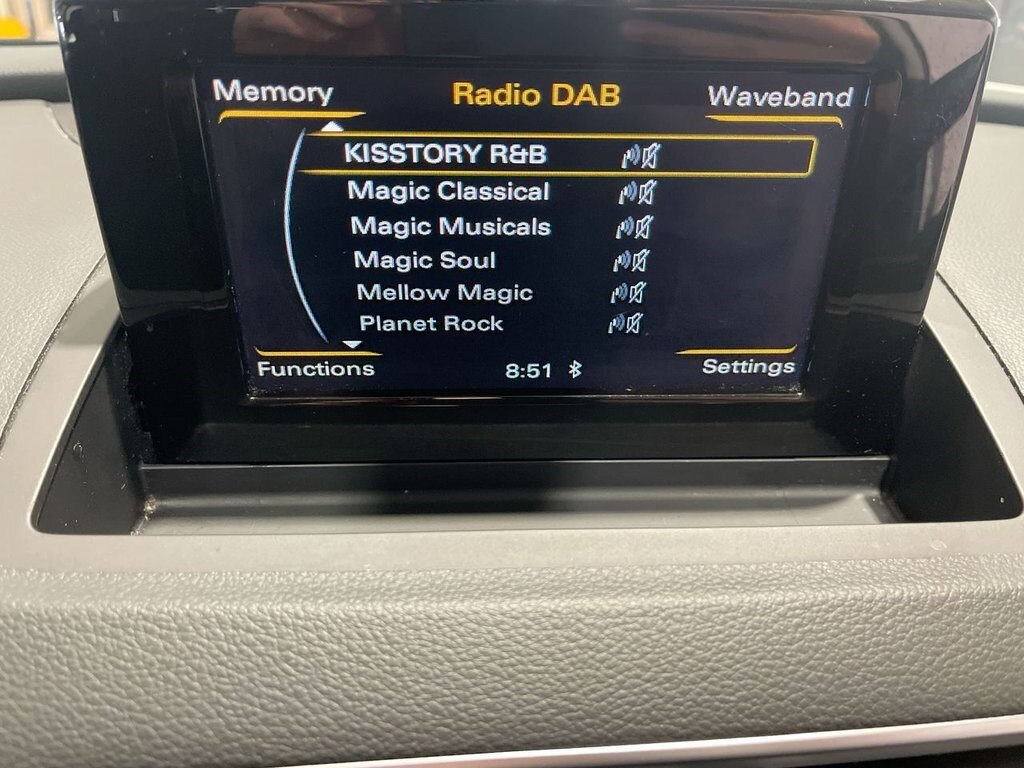 Memory Radio DAB Waveband
KISSTORY R&B
Magic Classical
Magic Musicals
Magic Soul
Mellow Magic
Planet Rock
Functions 8:51 Settings